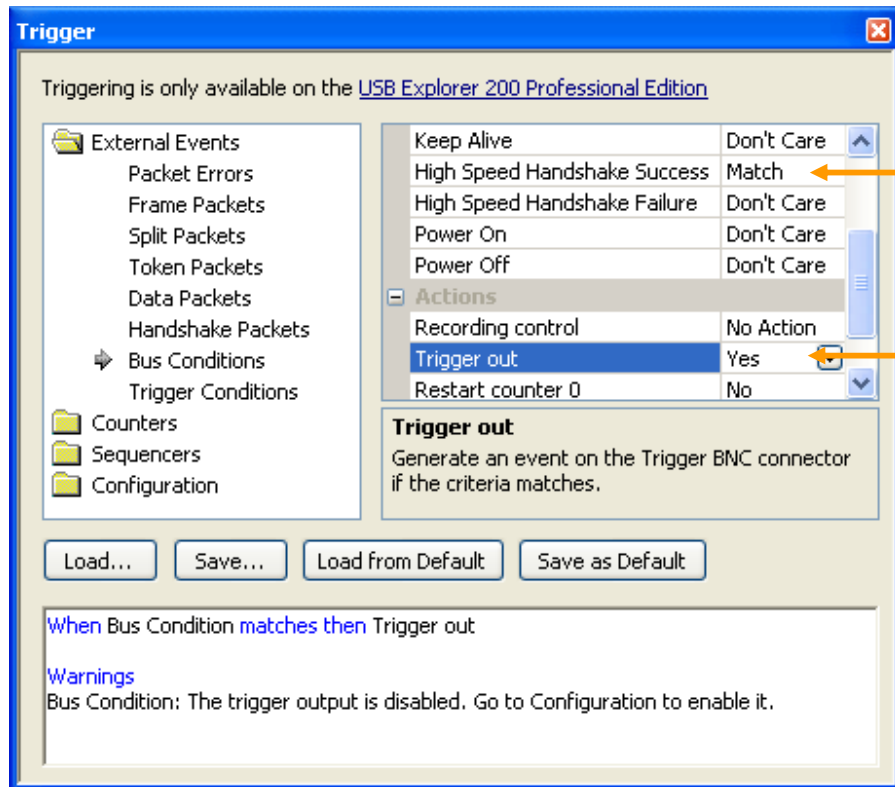 Trigger
Triggering is only available on the USB Explorer 200 Professional Edition
External Events
Packet Errors
Frame Packets
Split Packets
Token Packets
Data Packets
Handshake Packets
Bus Conditions
Trigger Conditions
Counters
Sequencers
Configuration
Keep Alive Don't Care
High Speed Handshake Success Match
High Speed Handshake Failure Don't Care
Power On Don't Care
Power Off Don't Care
Actions
Recording control No Action
Trigger out Yes
Restart counter 0 No
Trigger out
Generate an event on the Trigger BNC connector
if the criteria matches.
Load... Save... Load from Default Save as Default
When Bus Condition matches then Trigger out
Warnings
Bus Condition: The trigger output is disabled. Go to Configuration to enable it.